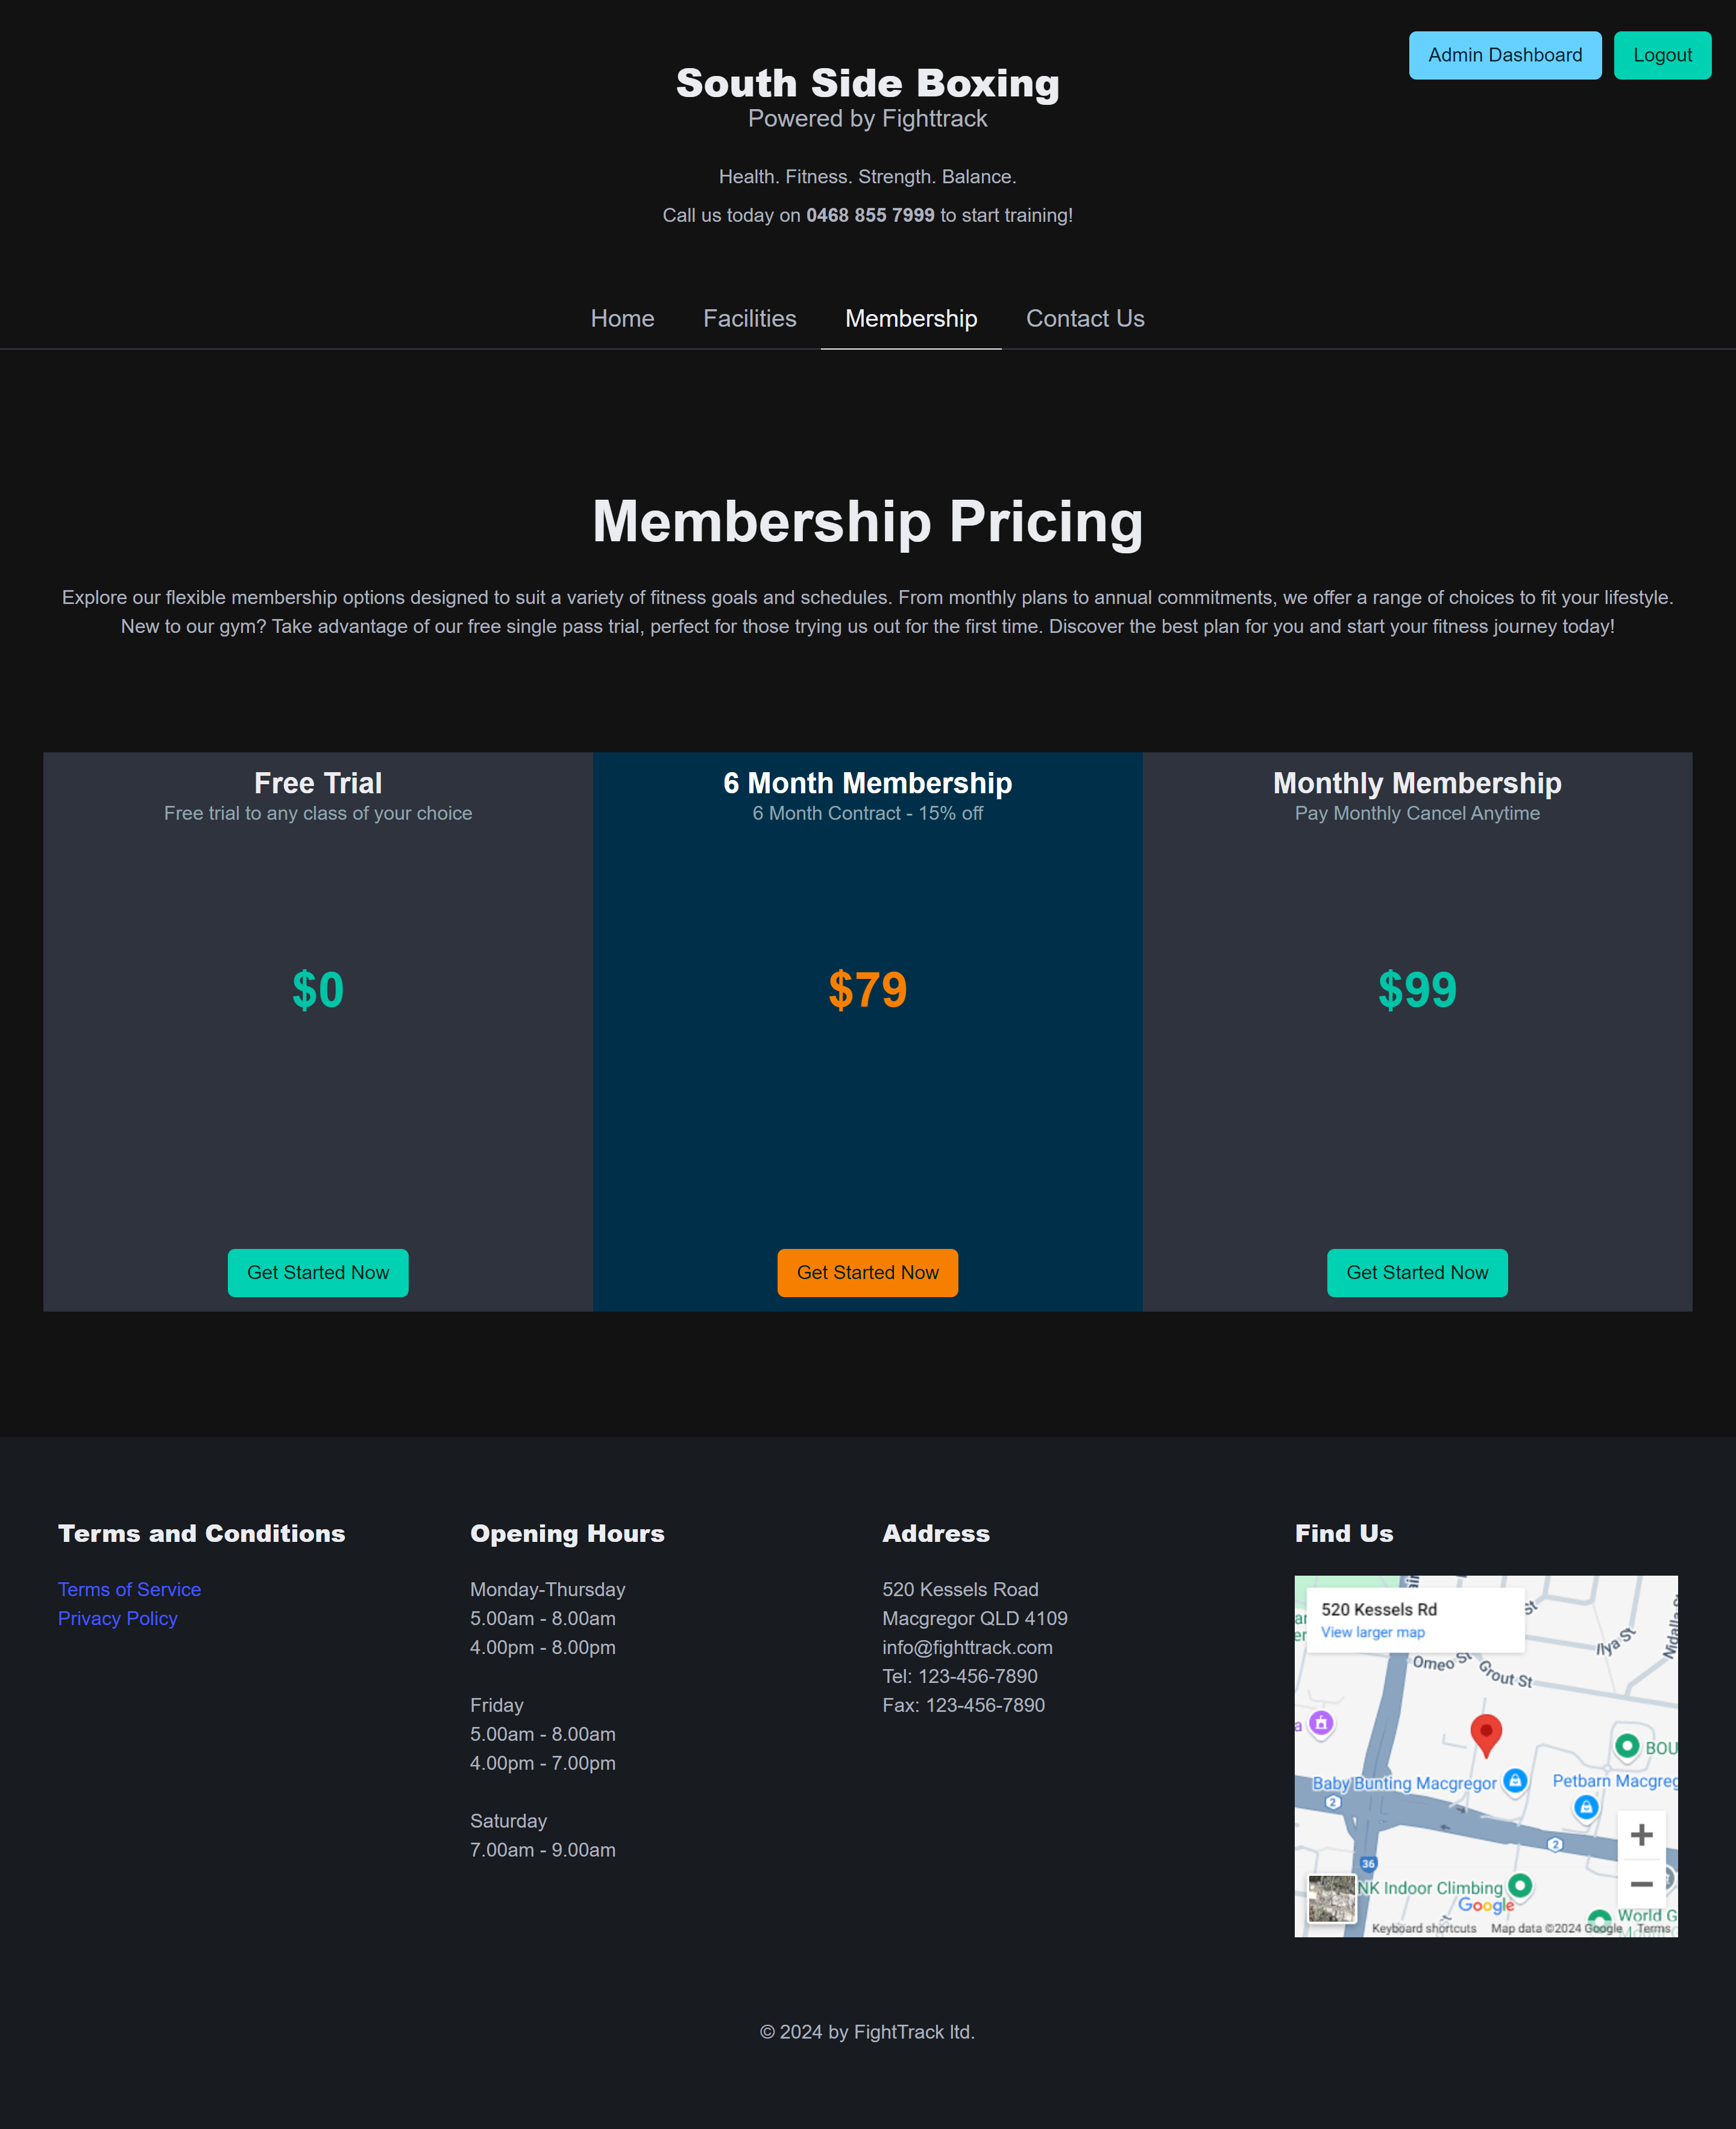 Admin Dashboard
Logout
South Side Boxing
Powered by Fighttrack
Health. Fitness. Strength. Balance.
Call us today on 0468 855 7999 to start training!
Home
Facilities
Membership
Contact Us
Membership Pricing
Explore our flexible membership options designed to suit a variety of fitness goals and schedules. From monthly plans to annual commitments, we offer a range of choices to fit your lifestyle.
New to our gym? Take advantage of our free single pass trial, perfect for those trying us out for the first time. Discover the best plan for you and start your fitness journey today!
Free Trial
Free trial to any class of your choice
$0
Get Started Now
6 Month Membership
6 Month Contract - 15% off
$79
Get Started Now
Monthly Membership
Pay Monthly Cancel Anytime
$99
Get Started Now
Terms and Conditions
Terms of Service
Privacy Policy
Opening Hours
Monday-Thursday
5.00am - 8.00am
4.00pm - 8.00pm
Friday
5.00am - 8.00am
4.00pm - 7.00pm
Saturday
7.00am - 9.00am
Address
520 Kessels Road
Macgregor QLD 4109
info@fighttrack.com
Tel: 123-456-7890
Fax: 123-456-7890
Find Us
520 Kessels Rd
View larger map
St
Ilya St
Nidalla St
Omeo St
Grout St
BOU
Baby Bunting Macgregor
Petbarn Macgreg
2
2
36
NK Indoor Climbing
Google
World G
Keyboard shortcuts
Map data ©2024 Google
Terms
© 2024 by FightTrack ltd.